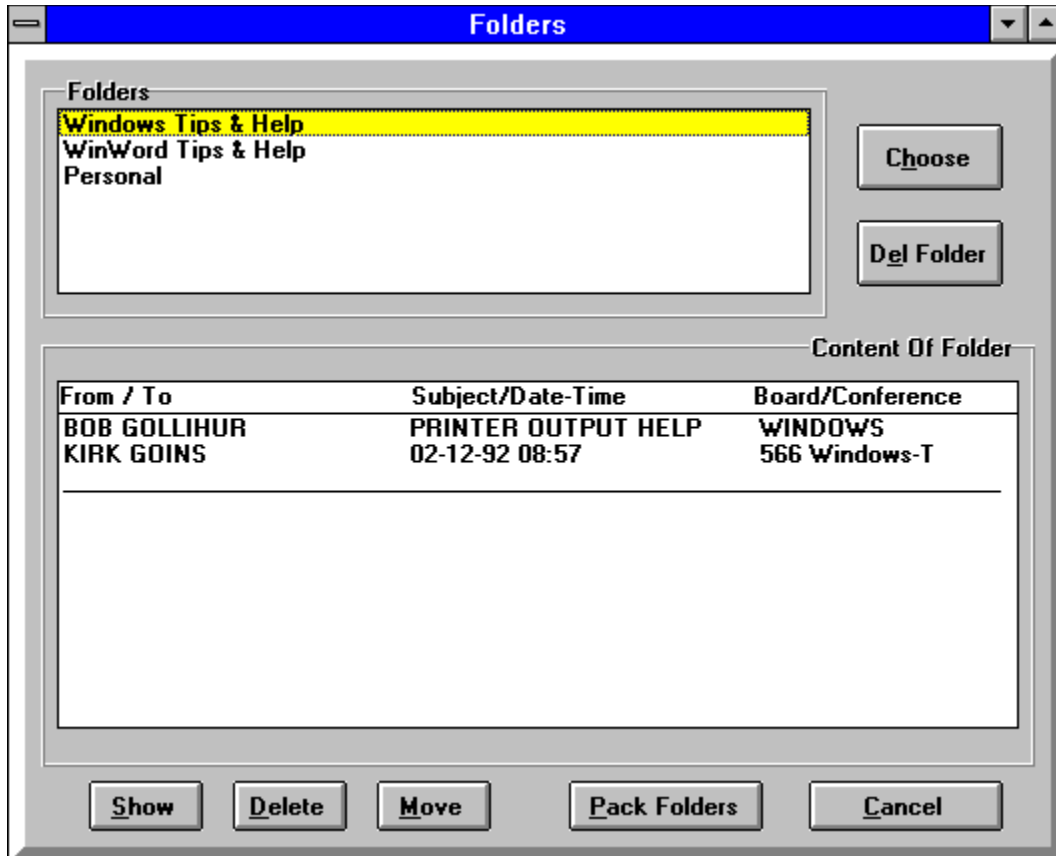 Folders
Folders
Windows Tips & Help
WinWord Tips & Help
Personal
Choose
Del Folder
Content Of Folder
From / To Subject/Date-Time Board/Conference
BOB GOLLIHUR PRINTER OUTPUT HELP WINDOWS
KIRK GOINS 02-12-92 08:57 566 Windows-T
Show Delete Move Pack Folders Cancel